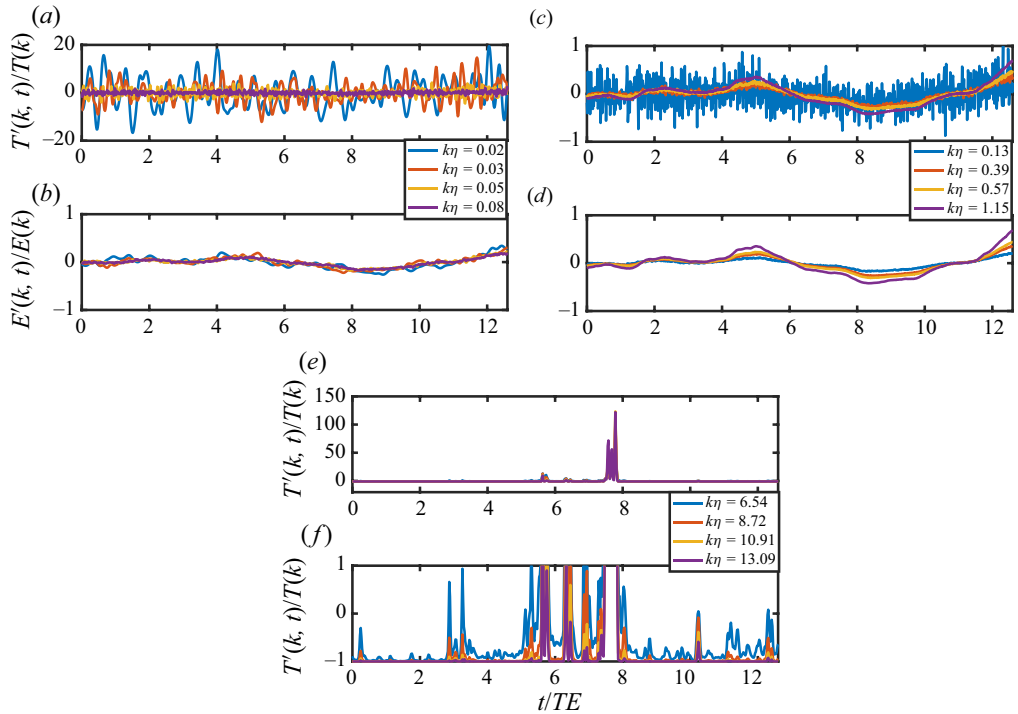 (a)
T′(k, t)/T(k)
20
0
−20
0 2 4 6 8
kη = 0.02
kη = 0.03
kη = 0.05
kη = 0.08
(b)
E′(k, t)/E(k)
1
0
−1
0 2 4 6 8 10 12
(c)
1
0
−1
0 2 4 6 8
kη = 0.13
kη = 0.39
kη = 0.57
kη = 1.15
(d)
1
0
−1
0 2 4 6 8 10 12
(e)
T′(k, t)/T(k)
150
100
50
0
0 2 4 6 8
kη = 6.54
kη = 8.72
kη = 10.91
kη = 13.09
(f)
T′(k, t)/T(k)
1
0
−1
0 2 4 6 8 10 12
t/TE